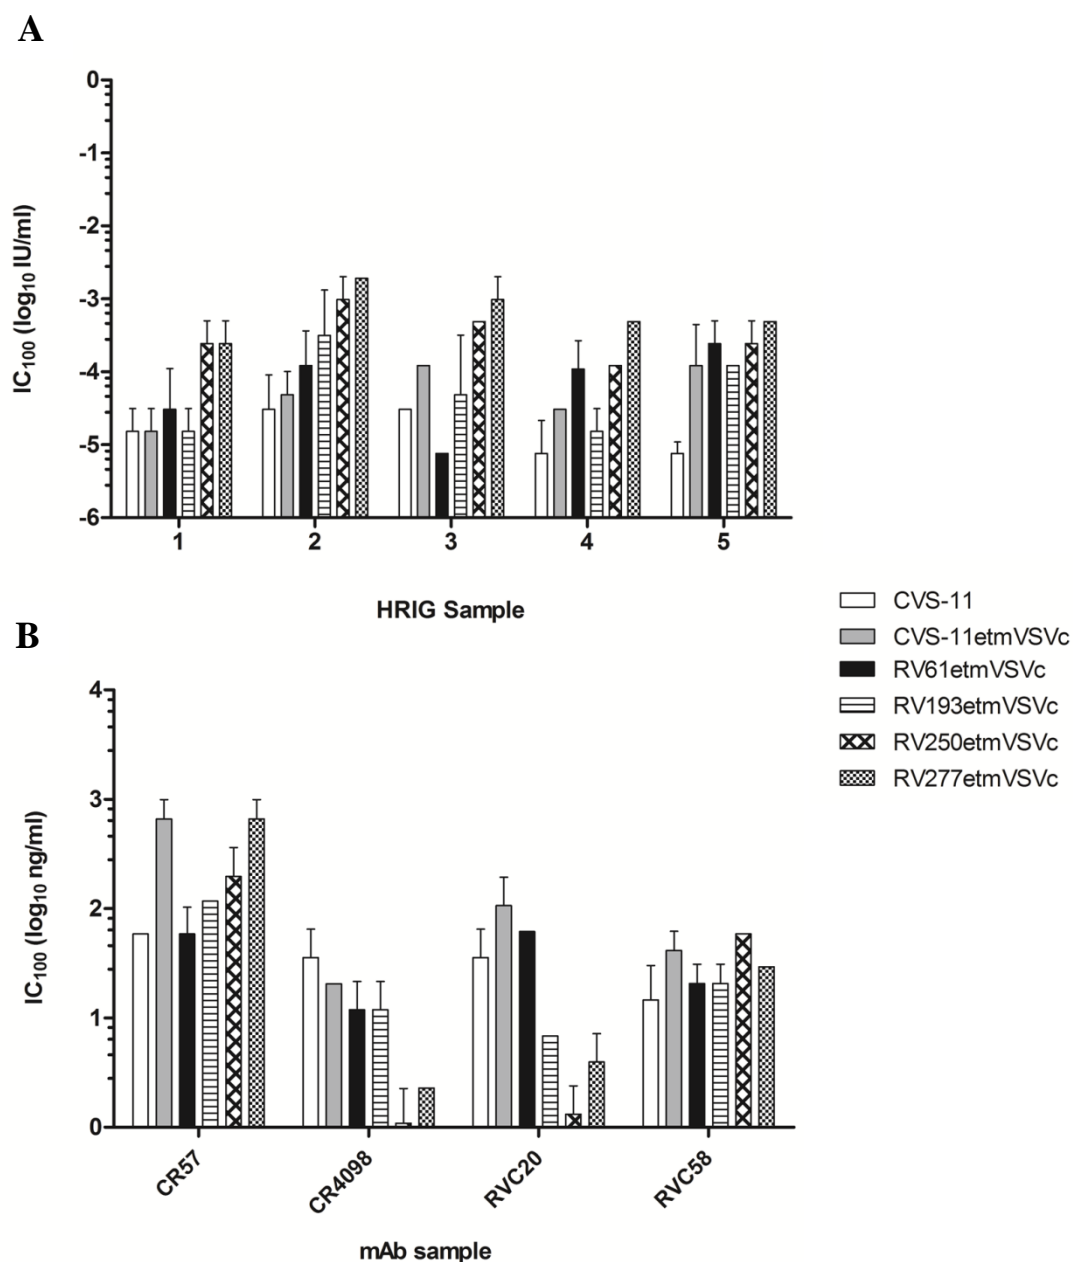 A
0
-1
-2
-3
-4
-5
-6
IC100 (log10 IU/ml)
1 2 3 4 5
HRIG Sample
CVS-11
CVS-11etmVSVc
RV61etmVSVc
RV193etmVSVc
RV250etmVSVc
RV277etmVSVc
B
4
3
2
1
0
IC100 (log10 ng/ml)
CR57 CR4098 RVC20 RVC58
mAb sample